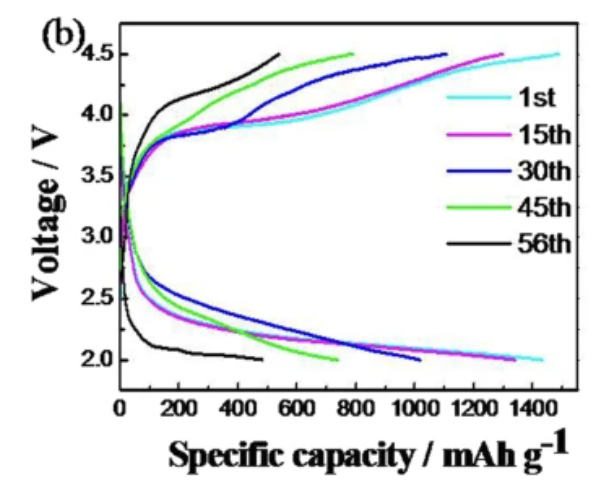 (b)
4.5
4.0
3.5
3.0
2.5
2.0
Voltage / V
1st
15th
30th
45th
56th
0 200 400 600 800 1000 1200 1400
Specific capacity / mAh g⁻¹